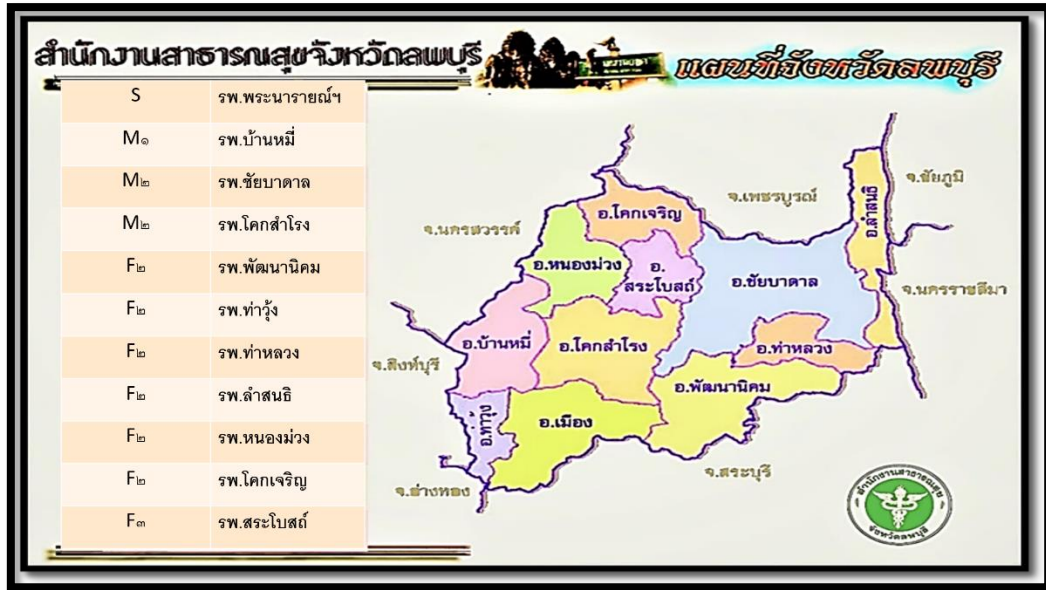 สำนักงานสาธารณสุขจังหวัดลพบุรี
แผนที่จังหวัดลพบุรี
S รพ.พระนารายณ์ฯ
M๑ รพ.บ้านหมี่
M๒ รพ.ชัยบาดาล
M๒ รพ.โคกสำโรง
F๒ รพ.พัฒนานิคม
F๒ รพ.ท่าวุ้ง
F๒ รพ.ท่าหลวง
F๒ รพ.ลำสนธิ
F๒ รพ.หนองม่วง
F๒ รพ.โคกเจริญ
F๓ รพ.สระโบสถ์
จ.ชัยภูมิ
จ.เพชรบูรณ์
อ.ลำสนธิ
อ.โคกเจริญ
จ.นครสวรรค์
อ.หนองม่วง
อ.
สระโบสถ์
อ.ชัยบาดาล
จ.นครราชสีมา
อ.บ้านหมี่
อ.โคกสำโรง
อ.ท่าหลวง
จ.สิงห์บุรี
อ.พัฒนานิคม
อ.ท่าวุ้ง
อ.เมือง
จ.สระบุรี
จ.อ่างทอง
สำนักงานสาธารณสุข
จังหวัดลพบุรี